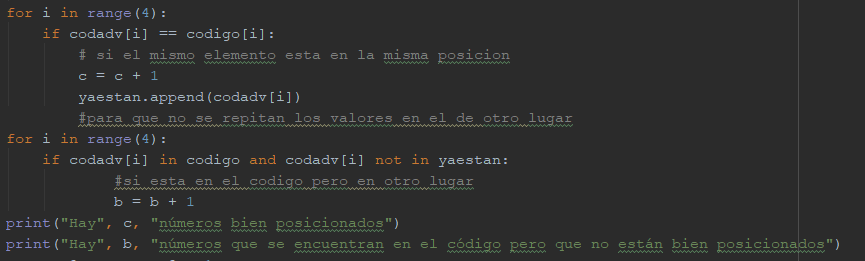 for i in range(4):
    if codadv[i] == codigo[i]:
        # si el mismo elemento esta en la misma posicion
        c = c + 1
        yaestan.append(codadv[i])
        #para que no se repitan los valores en el de otro lugar
for i in range(4):
    if codadv[i] in codigo and codadv[i] not in yaestan:
            #si esta en el codigo pero en otro lugar
            b = b + 1
print("Hay", c, "números bien posicionados")
print("Hay", b, "números que se encuentran en el código pero que no están bien posicionados")